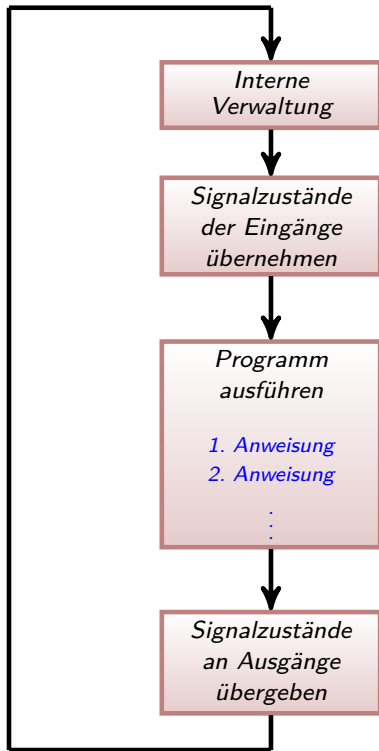 Interne
Verwaltung
Signalzustände
der Eingänge
übernehmen
Programm
ausführen
1. Anweisung
2. Anweisung
.
.
.
Signalzustände
an Ausgänge
übergeben